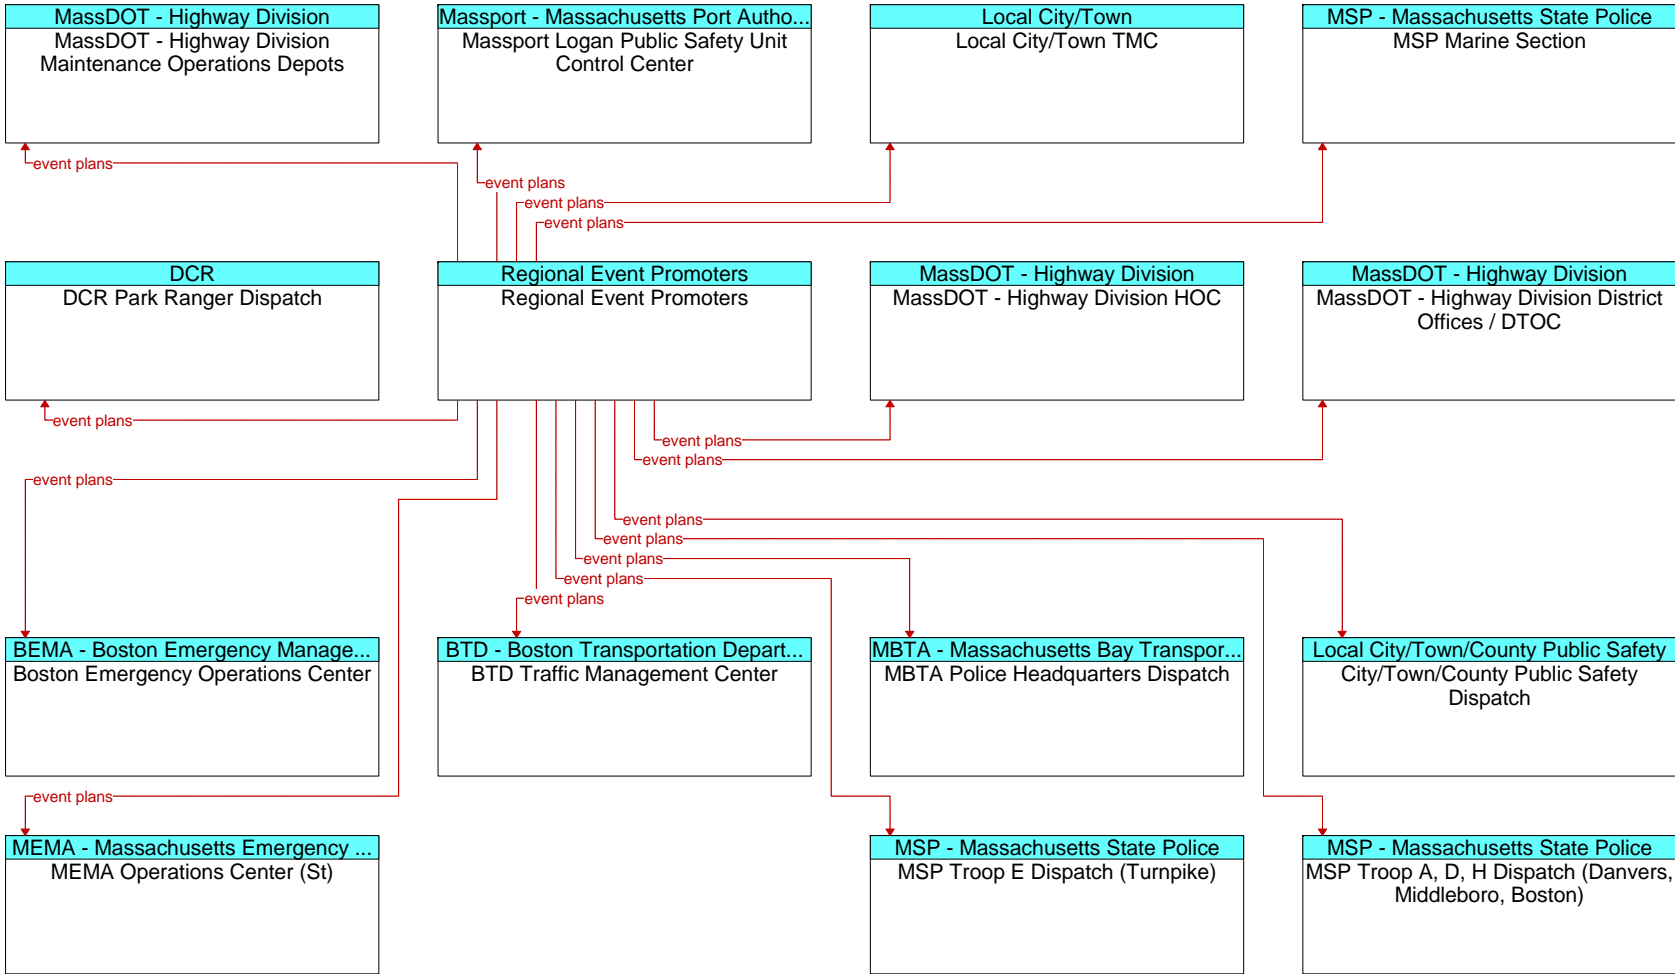 MassDOT - Highway Division
MassDOT - Highway Division
Maintenance Operations Depots
Massport - Massachusetts Port Autho...
Massport Logan Public Safety Unit
Control Center
Local City/Town
Local City/Town TMC
MSP - Massachusetts State Police
MSP Marine Section
event plans
event plans
event plans
event plans
DCR
DCR Park Ranger Dispatch
Regional Event Promoters
Regional Event Promoters
MassDOT - Highway Division
MassDOT - Highway Division HOC
MassDOT - Highway Division
MassDOT - Highway Division District
Offices / DTOC
event plans
event plans
event plans
event plans
event plans
event plans
event plans
event plans
event plans
BEMA - Boston Emergency Manage...
Boston Emergency Operations Center
BTD - Boston Transportation Depart...
BTD Traffic Management Center
MBTA - Massachusetts Bay Transpor...
MBTA Police Headquarters Dispatch
Local City/Town/County Public Safety
City/Town/County Public Safety
Dispatch
event plans
MEMA - Massachusetts Emergency ...
MEMA Operations Center (St)
MSP - Massachusetts State Police
MSP Troop E Dispatch (Turnpike)
MSP - Massachusetts State Police
MSP Troop A, D, H Dispatch (Danvers,
Middleboro, Boston)